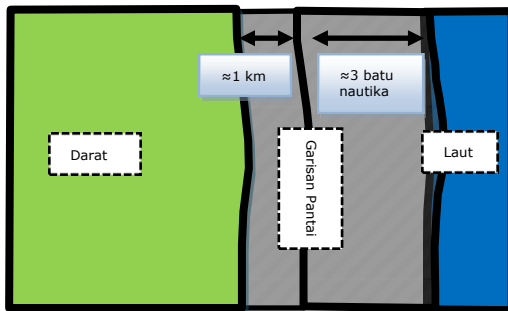 ≈1 km
≈3 batu
nautika
Darat
Garisan Pantai
Laut